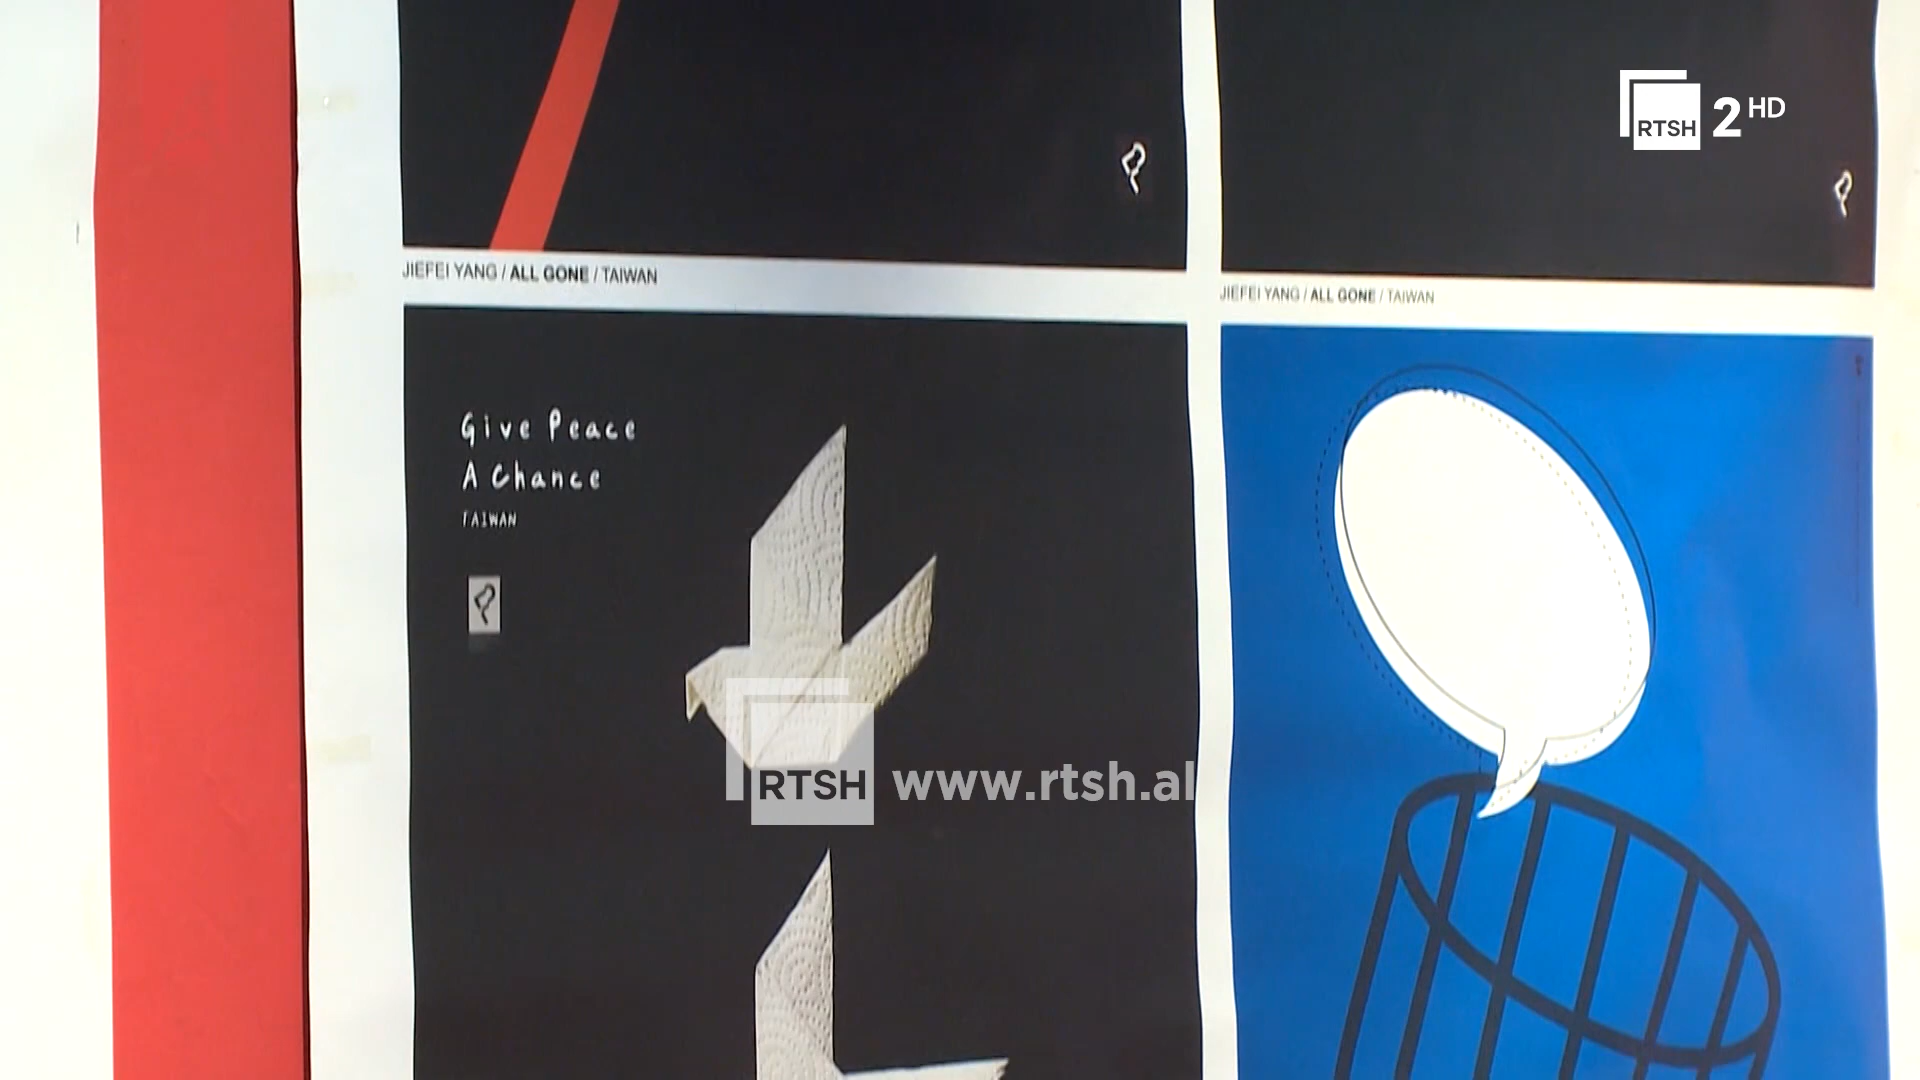 RTSH 2 HD
JIEFEI YANG / ALL GONE / TAIWAN
JIEFEI YANG / ALL GONE / TAIWAN
Give Peace
A Chance
TAIWAN
RTSH www.rtsh.al